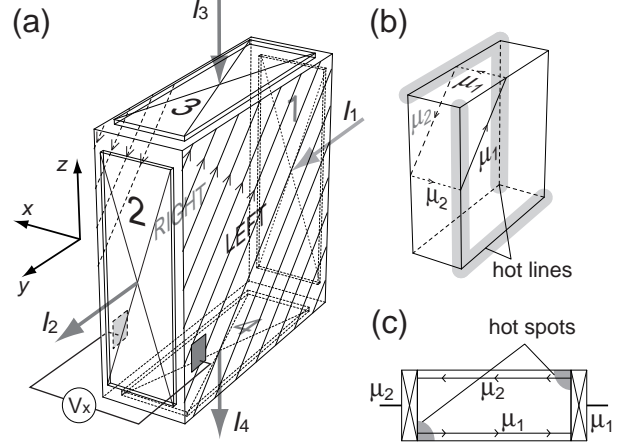 (a)
I3
3
1
I1
2
RIGHT
LEFT
4
z
x
y
I2
Vx
I4
(b)
μ1
μ2
μ1
μ2
hot lines
(c)
hot spots
μ2
μ2
μ1
μ1